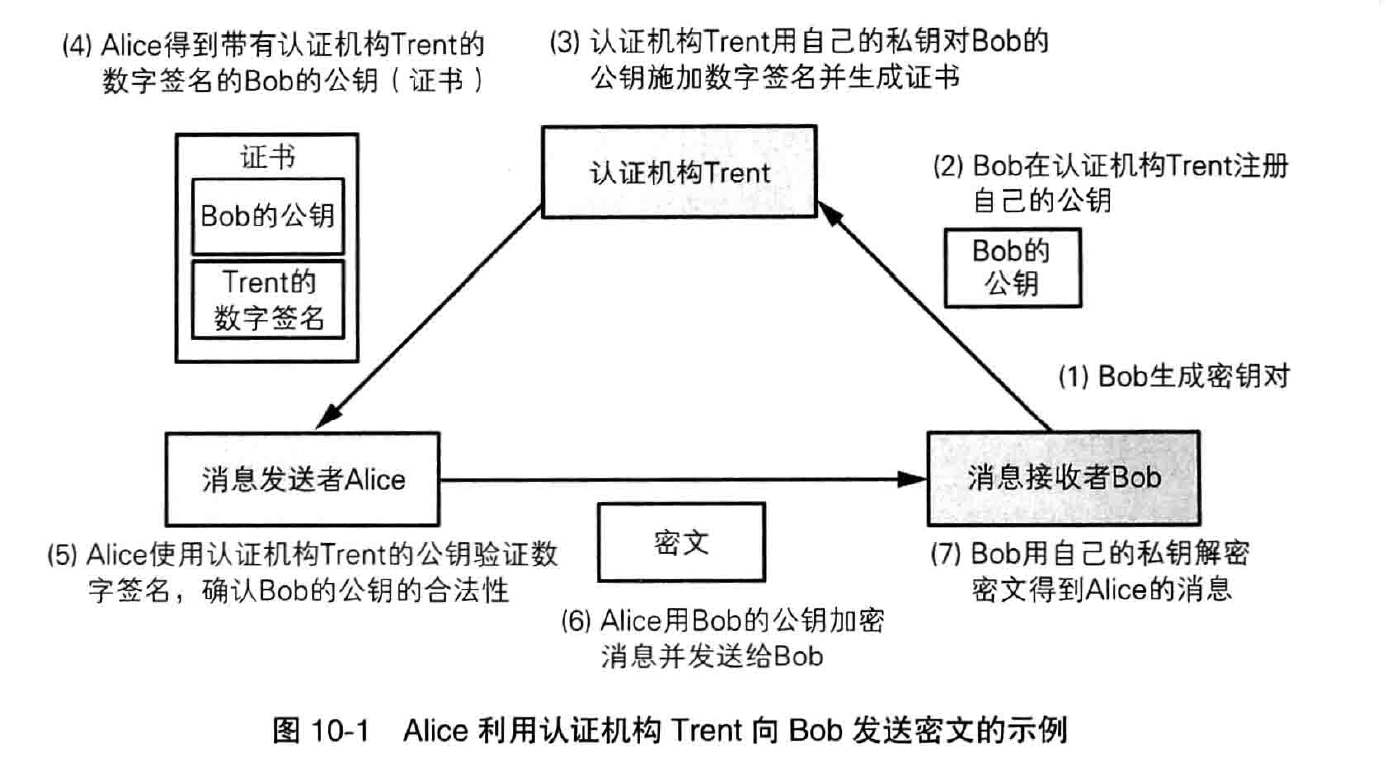 (4) Alice得到带有认证机构Trent的
数字签名的Bob的公钥（证书）
(3) 认证机构Trent用自己的私钥对Bob的
公钥施加数字签名并生成证书
证书
Bob的公钥
Trent的
数字签名
认证机构Trent
(2) Bob在认证机构Trent注册
自己的公钥
Bob的
公钥
(1) Bob生成密钥对
消息发送者Alice
消息接收者Bob
(5) Alice使用认证机构Trent的公钥验证数
字签名，确认Bob的公钥的合法性
密文
(6) Alice用Bob的公钥加密
消息并发送给Bob
(7) Bob用自己的私钥解密
密文得到Alice的消息
图 10-1 Alice 利用认证机构 Trent 向 Bob 发送密文的示例